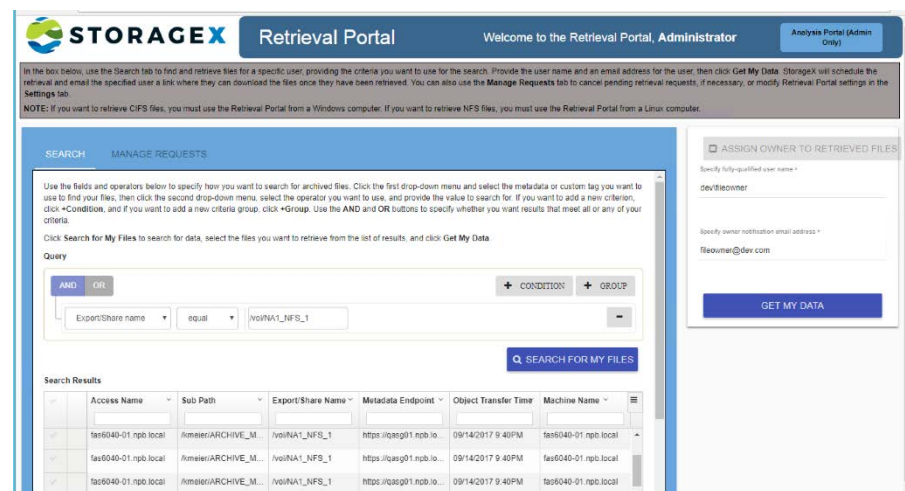 STORAGEX
Retrieval Portal
Welcome to the Retrieval Portal, Administrator
Analysis Portal (Admin
Only)
In the box below, use the Search tab to find and retrieve files for a specific user, providing the criteria you want to use for the search. Provide the user name and an email address for the user, then click Get My Data. StorageX will schedule the
retrieval and email the specified user a link where they can download the files once they have been retrieved. You can also use the Manage Requests tab to cancel pending retrieval requests, if necessary, or modify Retrieval Portal settings in the
Settings tab.
NOTE: If you want to retrieve CIFS files, you must use the Retrieval Portal from a Windows computer. If you want to retrieve NFS files, you must use the Retrieval Portal from a Linux computer.
SEARCH MANAGE REQUESTS
Use the fields and operators below to specify how you want to search for archived files. Click the first drop-down menu and select the metadata or custom tag you want to
use to find your files, then click the second drop-down menu, select the operator you want to use, and provide the value to search for. If you want to add a new criterion,
click +Condition, and if you want to add a new criteria group, click +Group. Use the AND and OR buttons to specify whether you want results that meet all or any of your
criteria.
Click Search for My Files to search for data, select the files you want to retrieve from the list of results, and click Get My Data.
Query
AND OR + CONDITION + GROUP
Export/Share name equal /vol/NA1_NFS_1 -
SEARCH FOR MY FILES
Search Results
Access Name Sub Path Export/Share Name Metadata Endpoint Object Transfer Time Machine Name
fas6040-01.npb.local /kmeier/ARCHIVE_M... /vol/NA1_NFS_1 https://qasg01.npb.lo... 09/14/2017 9:40PM fas6040-01.npb.local
fas6040-01.npb.local /kmeier/ARCHIVE_M... /vol/NA1_NFS_1 https://qasg01.npb.lo... 09/14/2017 9:40PM fas6040-01.npb.local
fas6040-01.npb.local /kmeier/ARCHIVE_M... /vol/NA1_NFS_1 https://qasg01.npb.lo... 09/14/2017 9:40PM fas6040-01.npb.local
ASSIGN OWNER TO RETRIEVED FILES
Specify fully-qualified user name *
dev\fileowner
Specify owner notification email address *
fileowner@dev.com
GET MY DATA